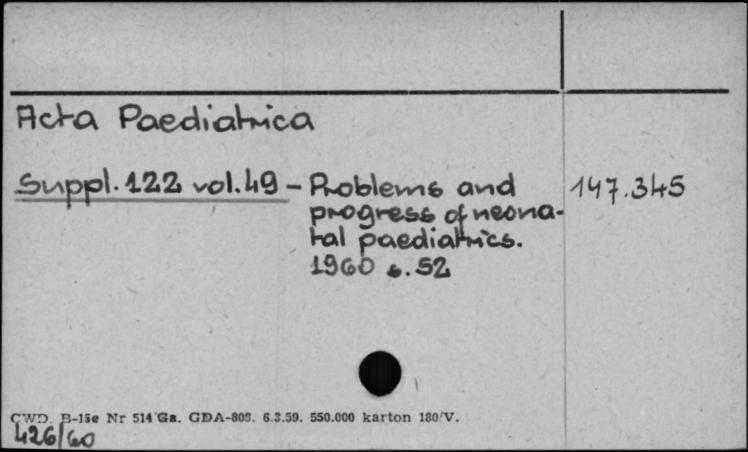 Acta Paediatrica
Suppl. 122 vol. 49 - Problems and 147.345
progress of neona-
tal paediatrics.
1960 s. 52
CWD. B-15e Nr 514 Ga. GDA-808. 6.3.59. 550.000 karton 180/V.
426/60